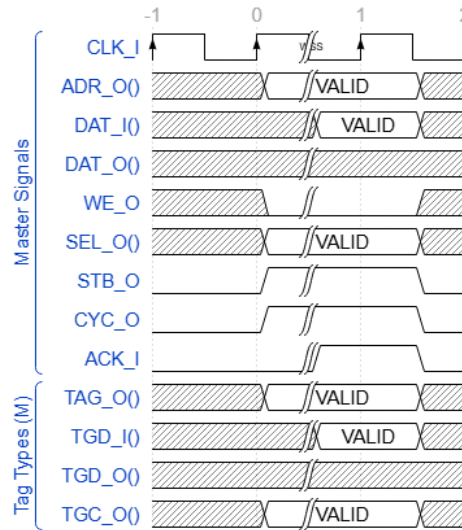 -1 0 1 2
CLK_I wss
ADR_O() VALID
DAT_I() VALID
DAT_O()
WE_O
SEL_O() VALID
STB_O
CYC_O
ACK_I
Master Signals
TAG_O() VALID
TGD_I() VALID
TGD_O()
TGC_O() VALID
Tag Types (M)